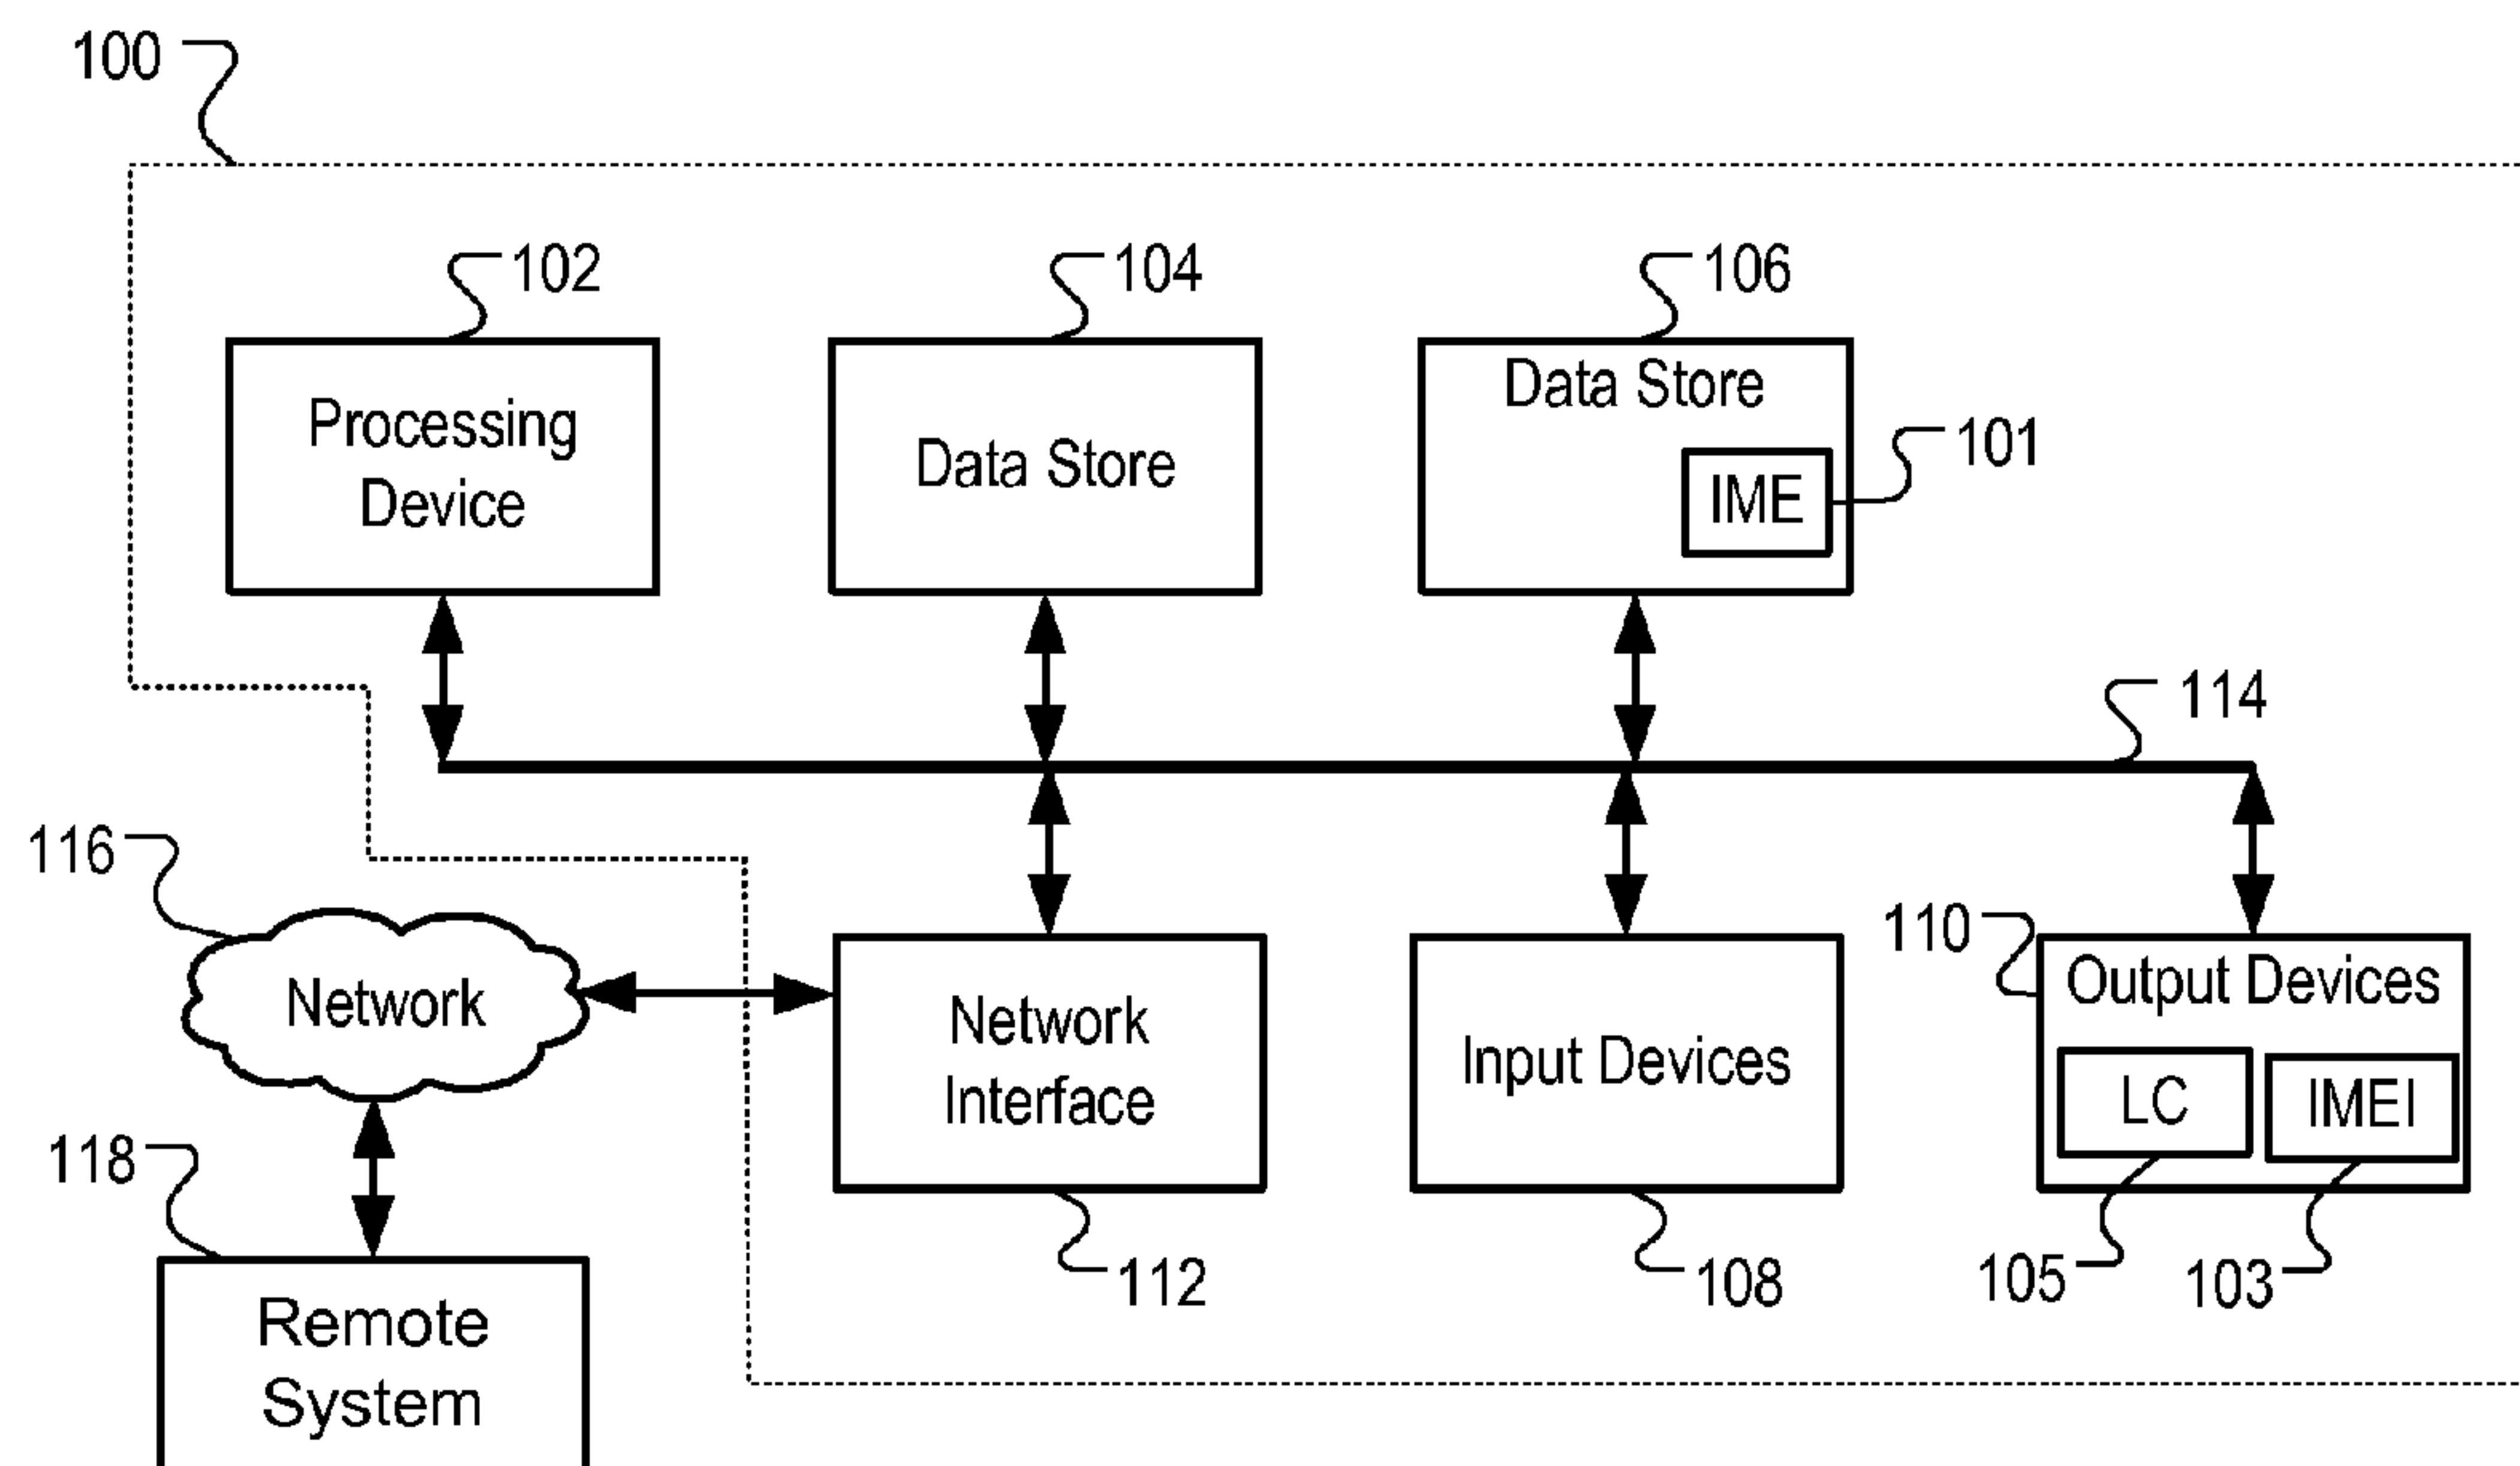 100
102
104
106
Processing
Device
Data Store
Data Store
IME
101
114
116
Network
Network
Interface
Input Devices
110
Output Devices
LC
IMEI
118
112
108
105
103
Remote
System